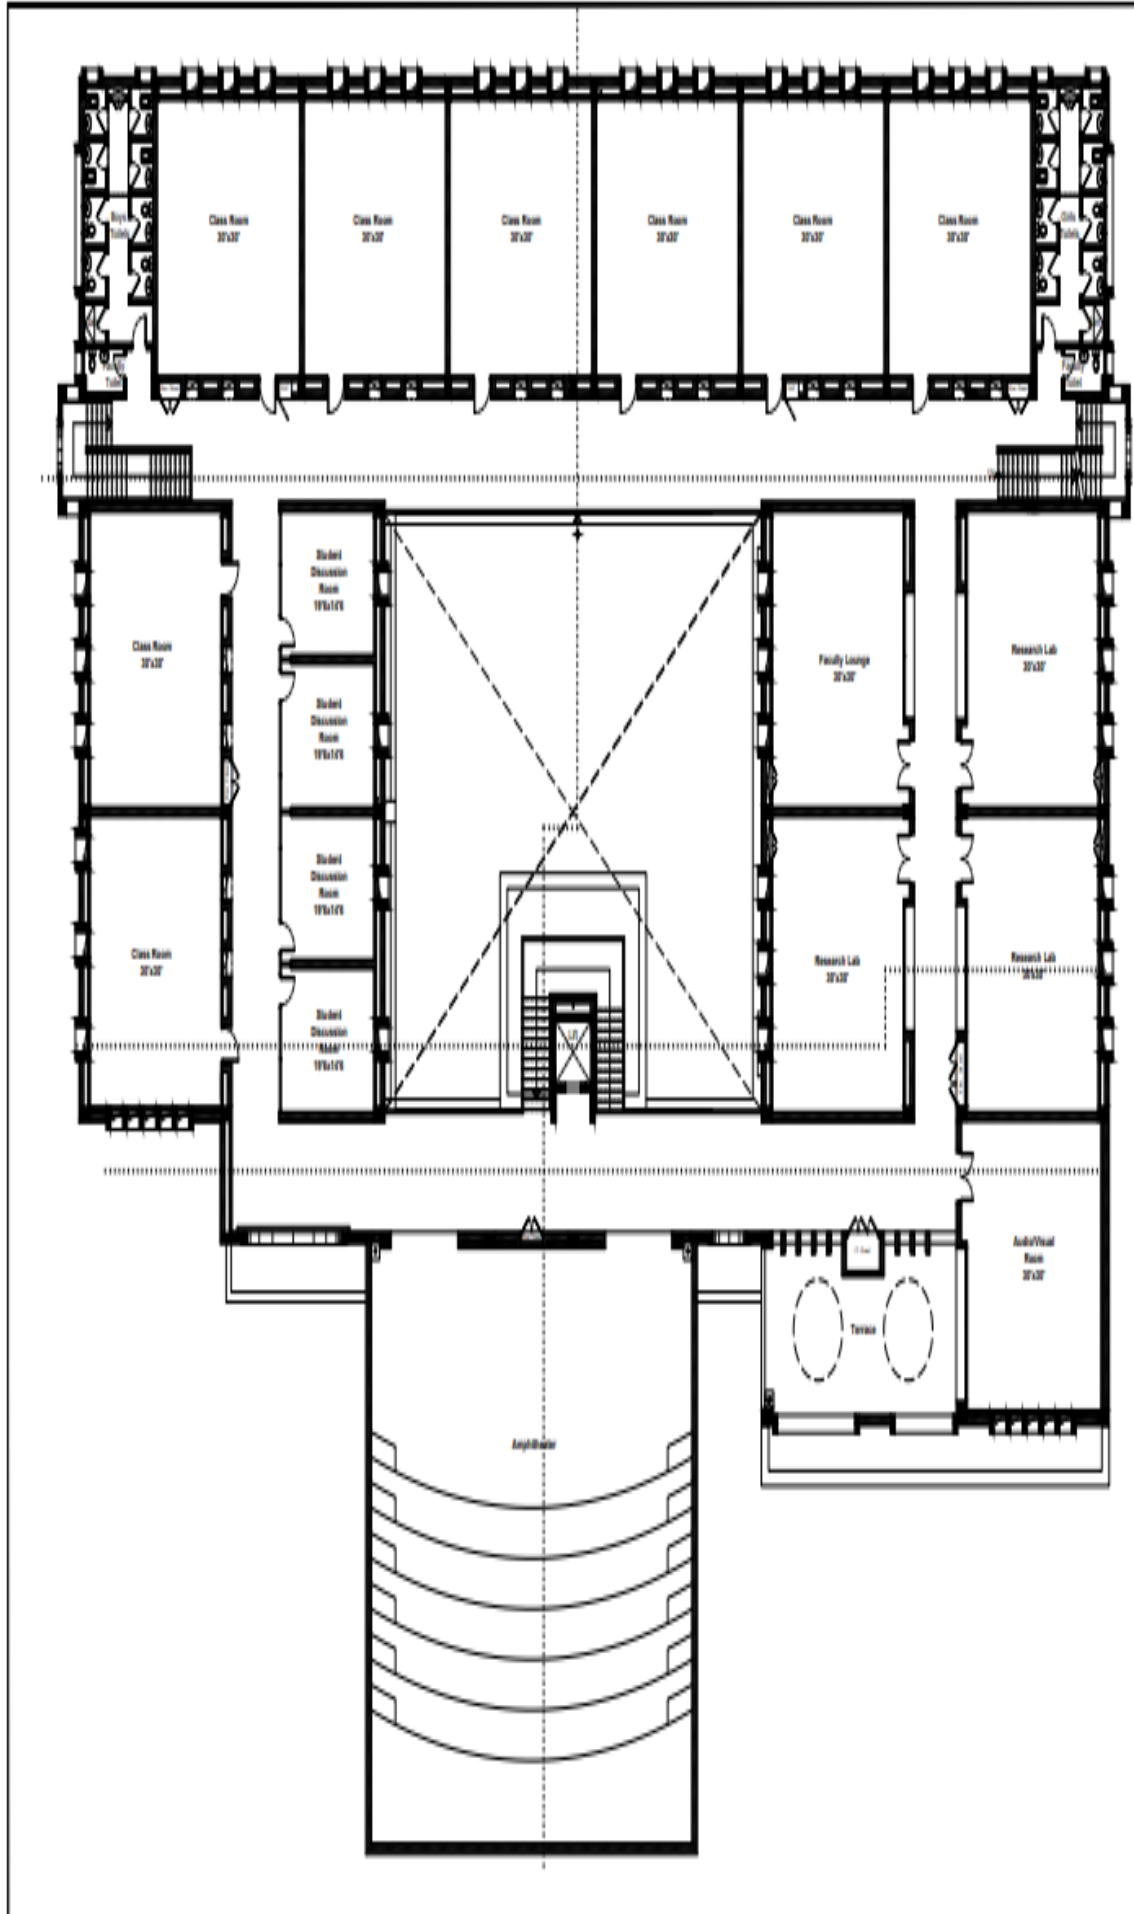 Class Room
30'x30'
Class Room
30'x30'
Class Room
30'x30'
Class Room
30'x30'
Class Room
30'x30'
Class Room
30'x30'
Boys
Toilets
Girls
Toilets
Faculty
Toilet
Faculty
Toilet
Student
Discussion
Room
Class Room
30'x30'
Faculty Lounge
30'x30'
Research Lab
30'x30'
Student
Discussion
Room
Student
Discussion
Room
Class Room
30'x30'
Research Lab
30'x30'
Research Lab
30'x30'
Student
Discussion
Room
Lift
Audio/Visual
Room
30'x30'
Terrace
Amphitheater